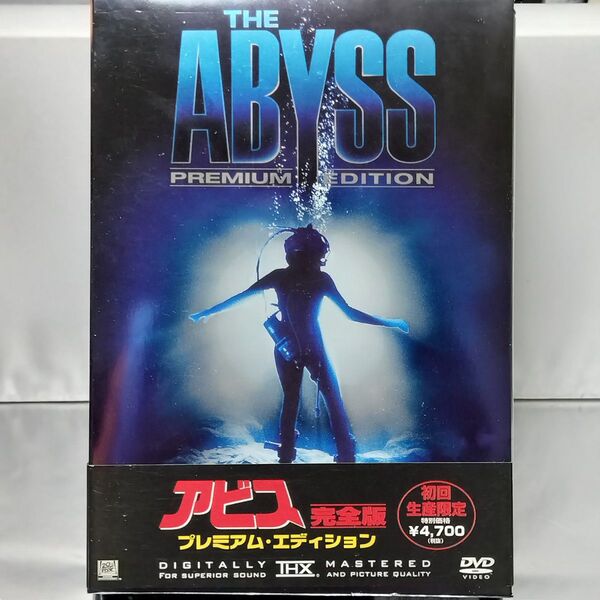 THE
ABYSS
PREMIUM EDITION
アビス 完全版
プレミアム・エディション
初回
生産限定
特別価格
¥4,700
(税抜)
DIGITALLY THX® MASTERED
FOR SUPERIOR SOUND AND PICTURE QUALITY
DVD
VIDEO